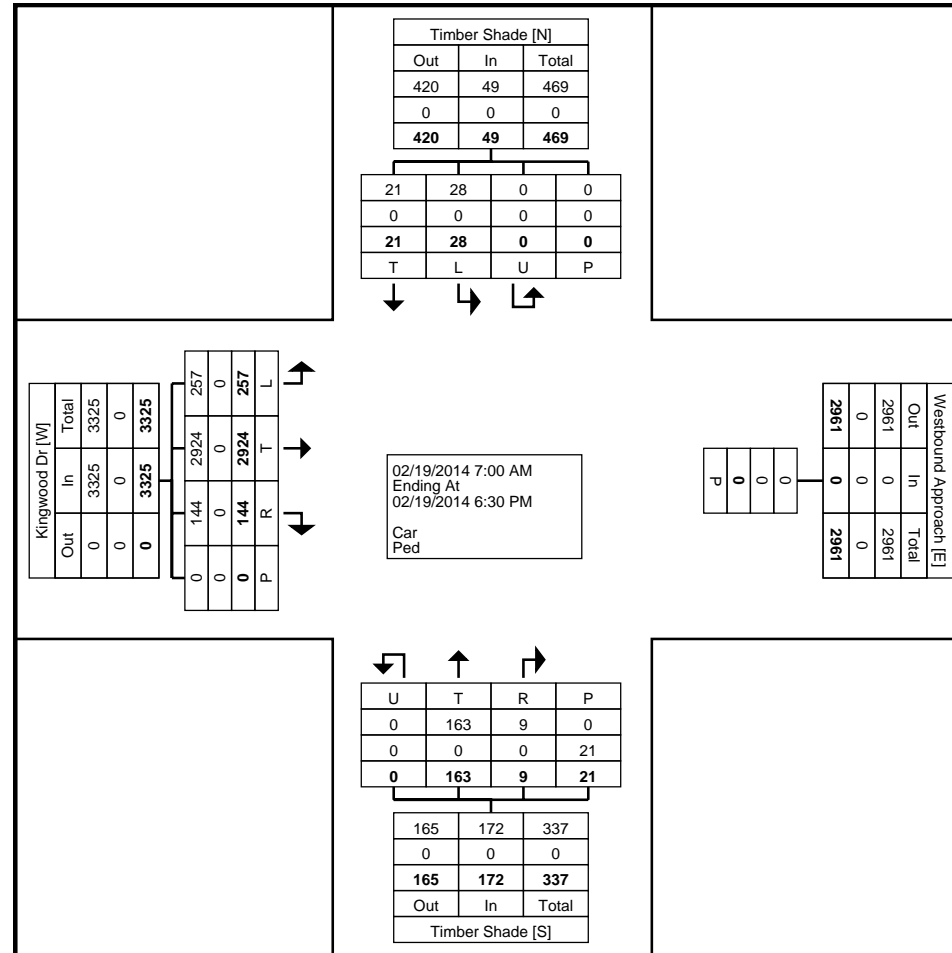 Timber Shade [N]
Out In Total
420 49 469
0 0 0
420 49 469
21 28 0 0
0 0 0 0
21 28 0 0
T L U P
Kingwood Dr [W]
Out In Total
0 3325 3325
0 0 0
0 3325 3325
0 144 2924 257
0 0 0 0
0 144 2924 257
P R T L
02/19/2014 7:00 AM
Ending At
02/19/2014 6:30 PM
Car
Ped
Westbound Approach [E]
Out In Total
2961 0 2961
0 0 0
2961 0 2961
0
0
0
P
U T R P
0 163 9 0
0 0 0 21
0 163 9 21
165 172 337
0 0 0
165 172 337
Out In Total
Timber Shade [S]